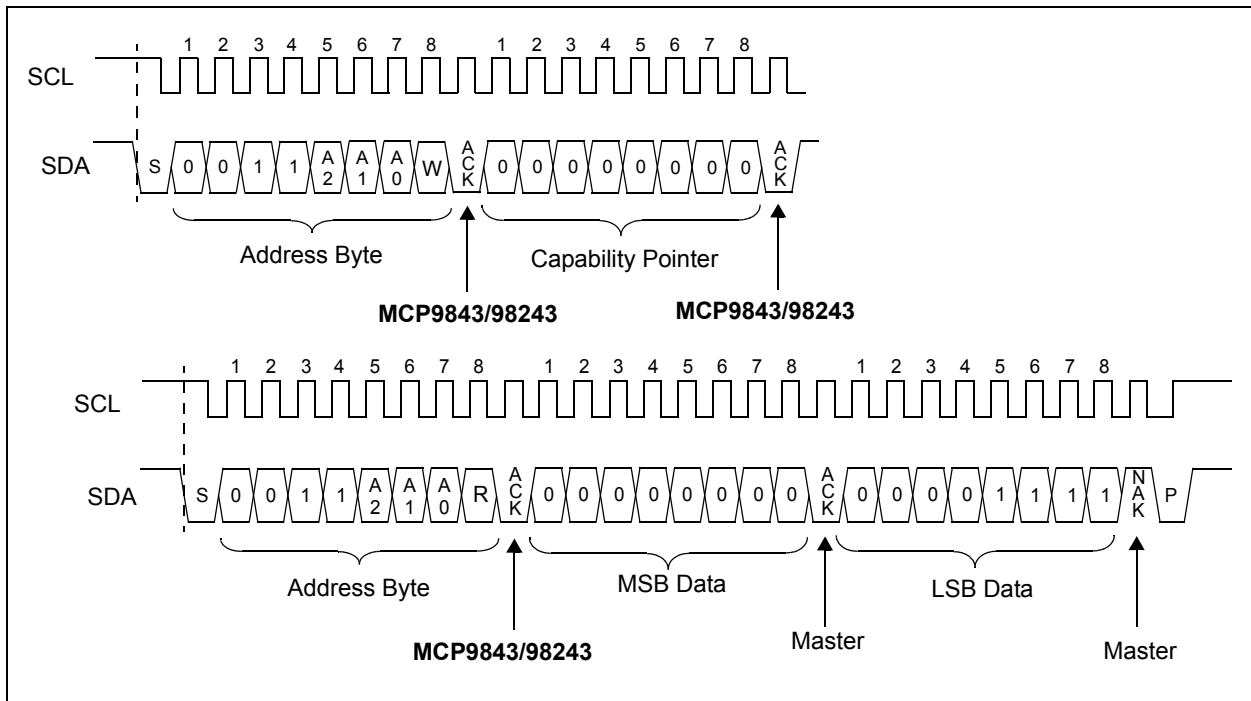 1 2 3 4 5 6 7 8 1 2 3 4 5 6 7 8
SCL
SDA
S 0 0 1 1 A2 A1 A0 W ACK 0 0 0 0 0 0 0 0 ACK
Address Byte
Capability Pointer
MCP9843/98243
MCP9843/98243
1 2 3 4 5 6 7 8 1 2 3 4 5 6 7 8 1 2 3 4 5 6 7 8
SCL
SDA
S 0 0 1 1 A2 A1 A0 R ACK 0 0 0 0 0 0 0 0 ACK 0 0 0 0 1 1 1 1 NAK P
Address Byte
MSB Data
LSB Data
MCP9843/98243
Master
Master